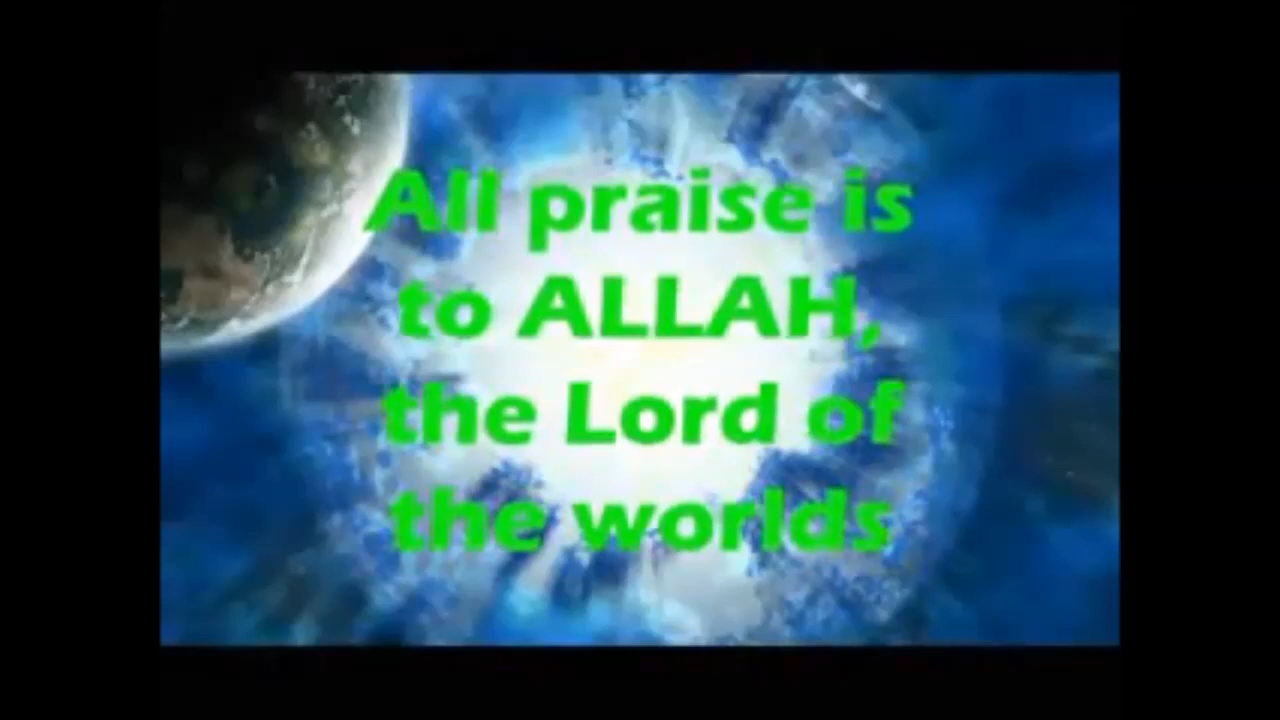 All praise is
to ALLAH,
the Lord of
the worlds